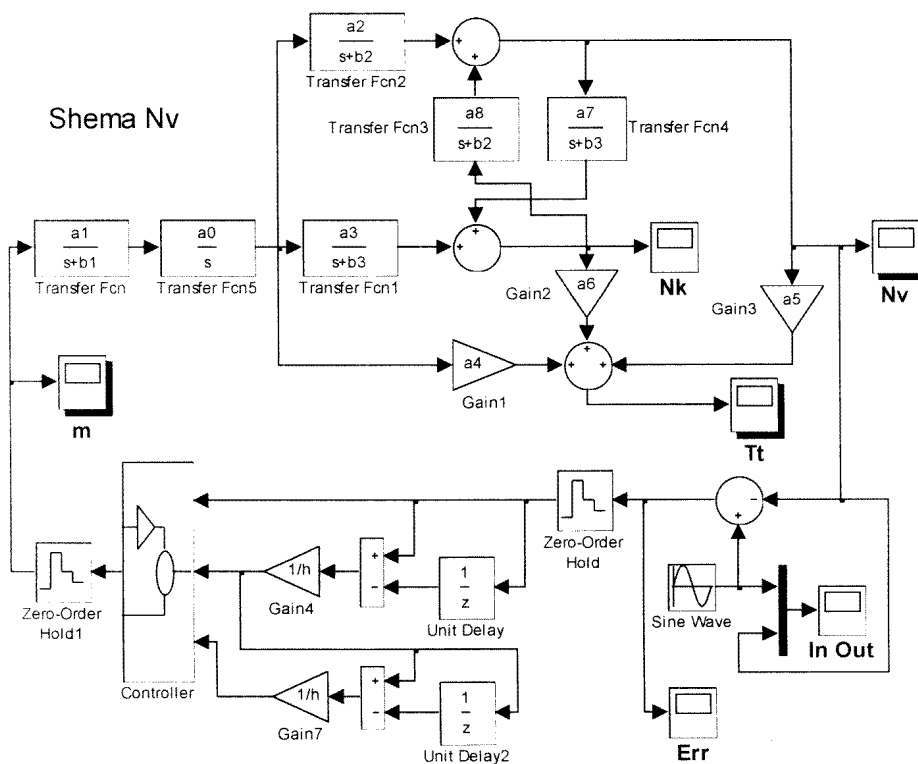 a2
s+b2
Transfer Fcn2
+
+
Shema Nv
Transfer Fcn3
a8
s+b2
a7
s+b3
Transfer Fcn4
a1
s+b1
Transfer Fcn
a0
s
Transfer Fcn5
a3
s+b3
Transfer Fcn1
+
+
Nk
Nv
Gain2
a6
Gain3
a5
a4
Gain1
+
+
+
m
Tt
Zero-Order
Hold
−
+
Zero-Order
Hold1
Controller
1/h
Gain4
+
−
1
z
Unit Delay
Sine Wave
In Out
1/h
Gain7
+
−
1
z
Unit Delay2
Err